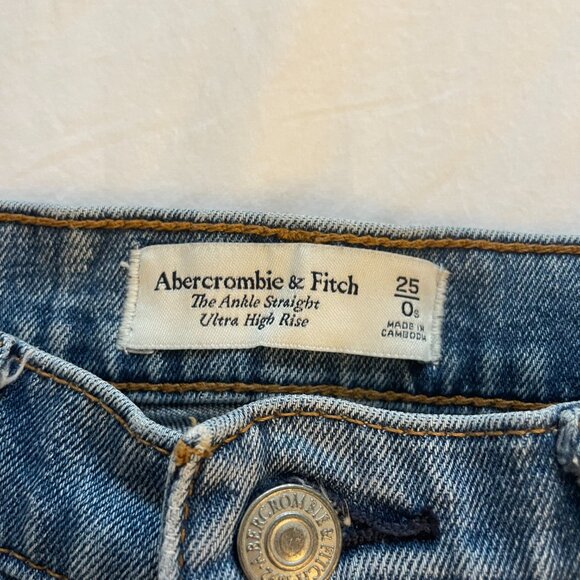 Abercrombie & Fitch
The Ankle Straight
Ultra High Rise
25
0s
MADE IN
CAMBODIA
ABERCROMBIE & FITCH